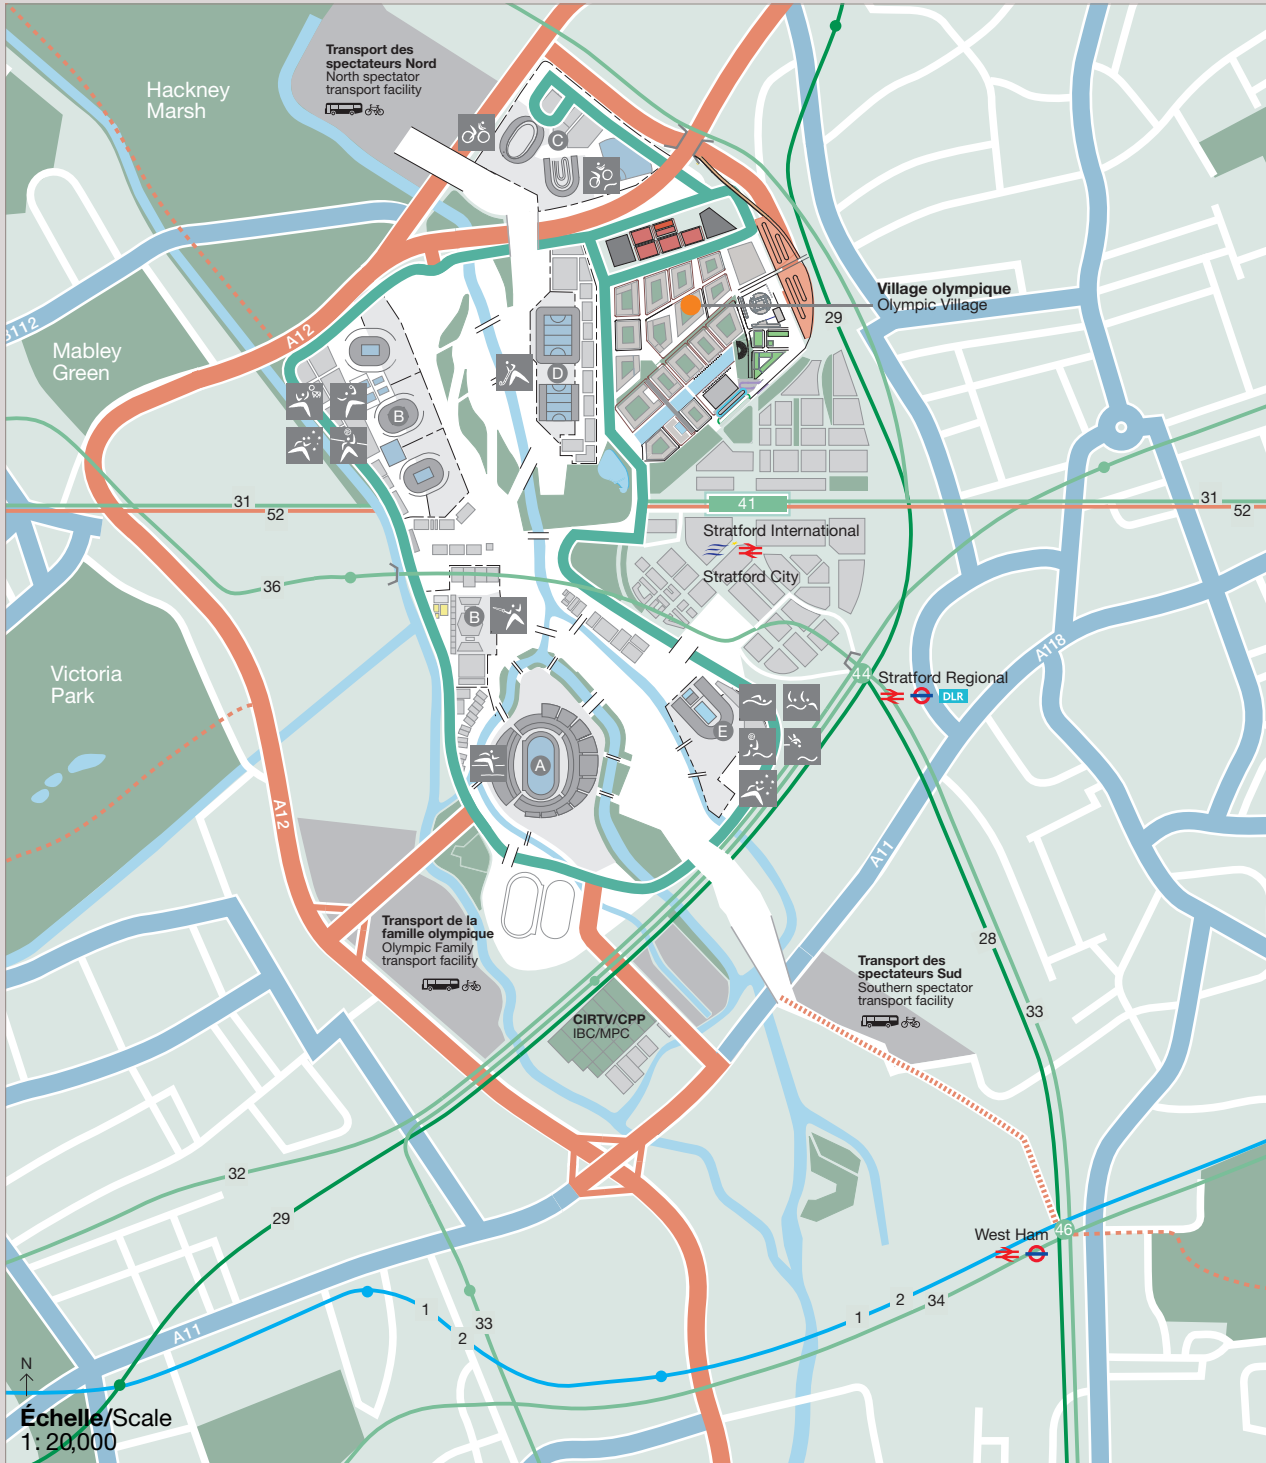 Transport des
spectateurs Nord
North spectator
transport facility
Hackney
Marsh
C
Village olympique
Olympic Village
29
B112
A12
Mabley
Green
D
B
31
52
41
31
52
Stratford International
Stratford City
36
B
A118
Victoria
Park
44
Stratford Regional
DLR
E
A
A12
A11
Transport de la
famille olympique
Olympic Family
transport facility
28
Transport des
spectateurs Sud
Southern spectator
transport facility
33
CIRTV/CPP
IBC/MPC
32
29
West Ham
46
1
2
33
1
2
34
A11
N
Échelle/Scale
1: 20,000